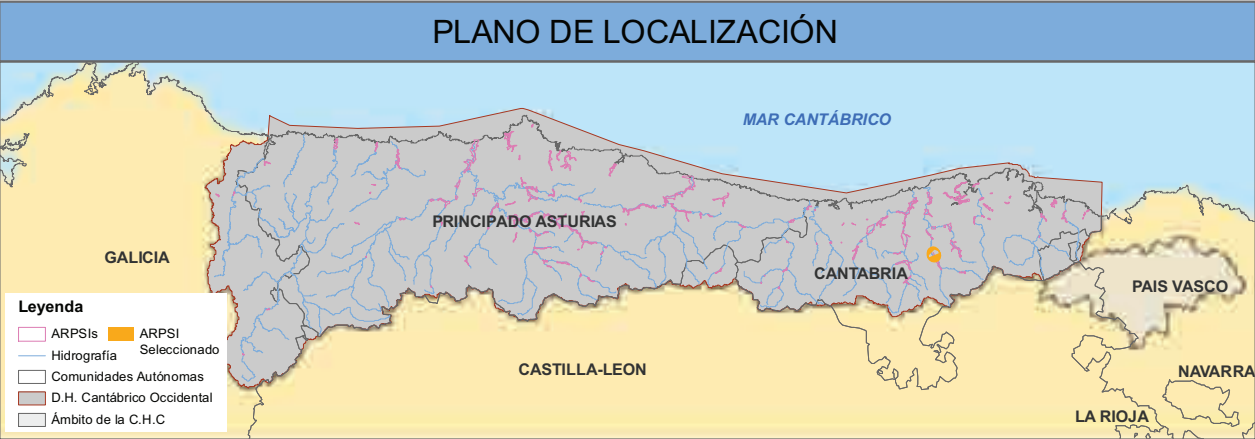 PLANO DE LOCALIZACIÓN
MAR CANTÁBRICO
PRINCIPADO ASTURIAS
GALICIA
CANTABRIA
PAIS VASCO
CASTILLA-LEON
NAVARRA
LA RIOJA
Leyenda
ARPSIs
ARPSI
Seleccionado
Hidrografía
Comunidades Autónomas
D.H. Cantábrico Occidental
Ámbito de la C.H.C